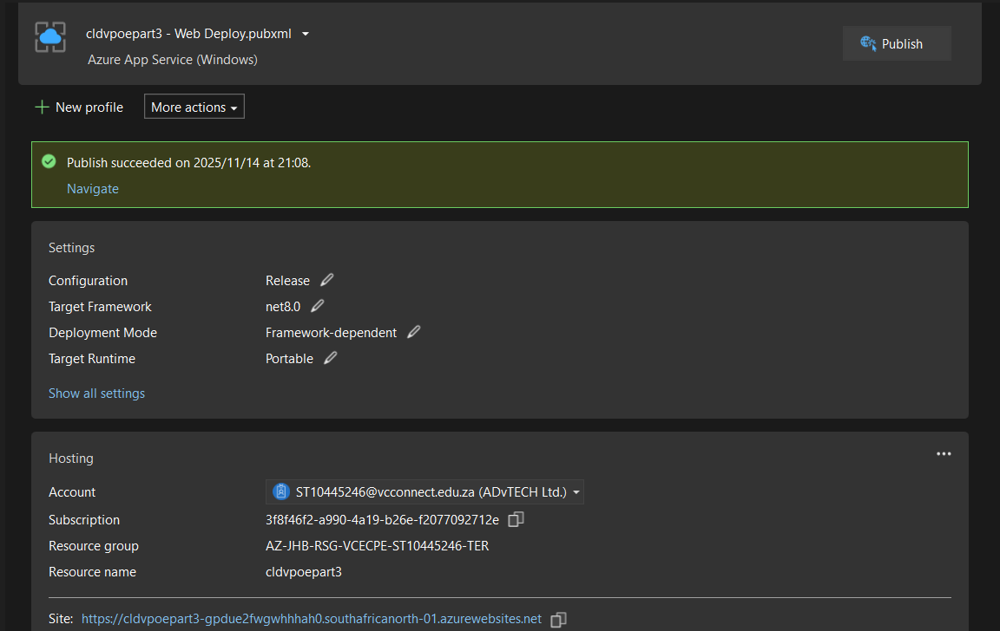 cldvpoepart3 - Web Deploy.pubxml
Azure App Service (Windows)
Publish
New profile
More actions
Publish succeeded on 2025/11/14 at 21:08.
Navigate
Settings
Configuration Release
Target Framework net8.0
Deployment Mode Framework-dependent
Target Runtime Portable
Show all settings
Hosting
Account ST10445246@vcconnect.edu.za (ADvTECH Ltd.)
Subscription 3f8f46f2-a990-4a19-b26e-f2077092712e
Resource group AZ-JHB-RSG-VCECPE-ST10445246-TER
Resource name cldvpoepart3
Site: https://cldvpoepart3-gpdue2fwgwhhhah0.southafricanorth-01.azurewebsites.net